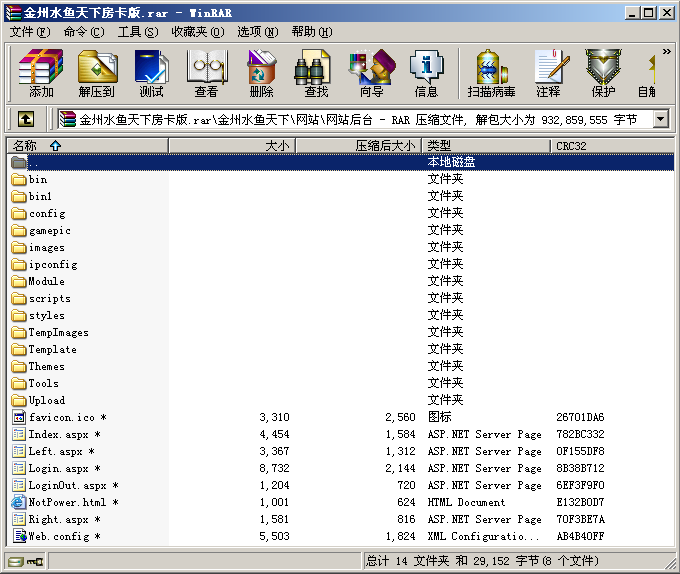 金州水鱼天下房卡版.rar - WinRAR
文件(F) 命令(C) 工具(S) 收藏夹(O) 选项(N) 帮助(H)
添加 解压到 测试 查看 删除 查找 向导 信息 扫描病毒 注释 保护 自解
金州水鱼天下房卡版.rar\金州水鱼天下\网站\网站后台 - RAR 压缩文件, 解包大小为 932,859,555 字节
名称 大小 压缩后大小 类型 CRC32
.. 本地磁盘
bin 文件夹
bin1 文件夹
config 文件夹
gamepic 文件夹
images 文件夹
ipconfig 文件夹
Module 文件夹
scripts 文件夹
styles 文件夹
TempImages 文件夹
Template 文件夹
Themes 文件夹
Tools 文件夹
Upload 文件夹
favicon.ico * 3,310 2,560 图标 26701DA6
Index.aspx * 4,454 1,584 ASP.NET Server Page 782BC332
Left.aspx * 3,367 1,312 ASP.NET Server Page 0F155DF8
Login.aspx * 8,732 2,144 ASP.NET Server Page 8B38B712
LoginOut.aspx * 1,204 720 ASP.NET Server Page 6EF3F9F0
NotPower.html * 1,001 624 HTML Document E132B0D7
Right.aspx * 1,581 816 ASP.NET Server Page 70F3BE7A
Web.config * 5,503 1,824 XML Configuratio... AB4B40FF
总计 14 文件夹 和 29,152 字节(8 个文件)